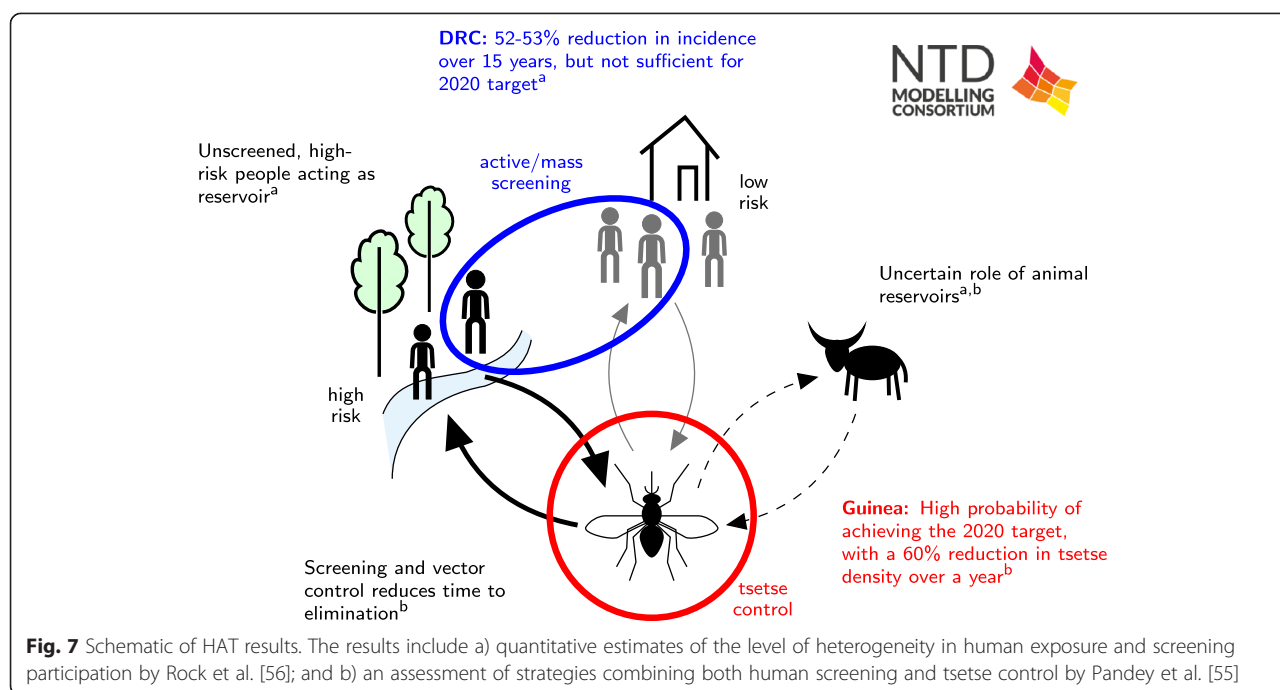 DRC: 52-53% reduction in incidence
over 15 years, but not sufficient for
2020 targetᵃ
NTD
MODELLING
CONSORTIUM
Unscreened, high-
risk people acting as
reservoirᵃ
active/mass
screening
low
risk
Uncertain role of animal
reservoirsᵃ,ᵇ
high
risk
Guinea: High probability of
achieving the 2020 target,
with a 60% reduction in tsetse
density over a yearᵇ
Screening and vector
control reduces time to
eliminationᵇ
tsetse
control
Fig. 7 Schematic of HAT results. The results include a) quantitative estimates of the level of heterogeneity in human exposure and screening
participation by Rock et al. [56]; and b) an assessment of strategies combining both human screening and tsetse control by Pandey et al. [55]